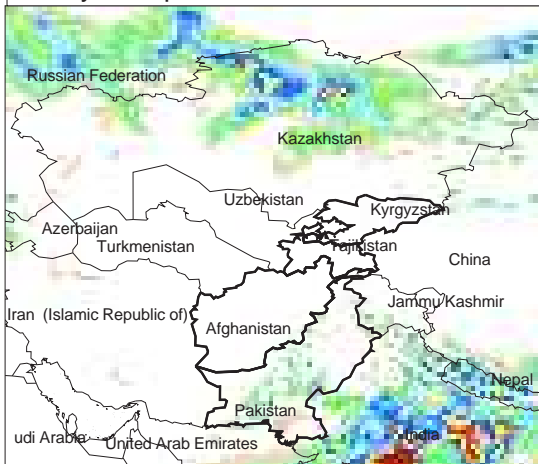 Russian Federation
Kazakhstan
Uzbekistan
Kyrgyzstan
Azerbaijan
Turkmenistan
Tajikistan
China
Iran (Islamic Republic of)
Jammu Kashmir
Afghanistan
Nepal
Pakistan
udi Arabia
United Arab Emirates
India